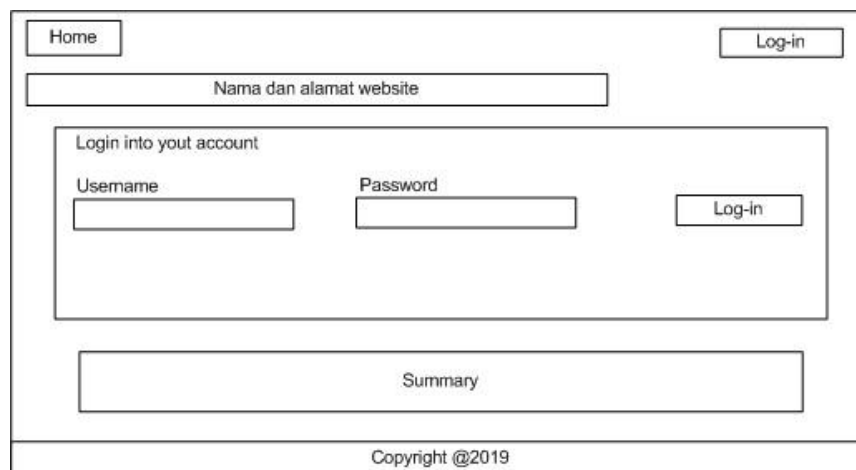 Home
Log-in
Nama dan alamat website
Login into yout account
Username
Password
Log-in
Summary
Copyright @2019